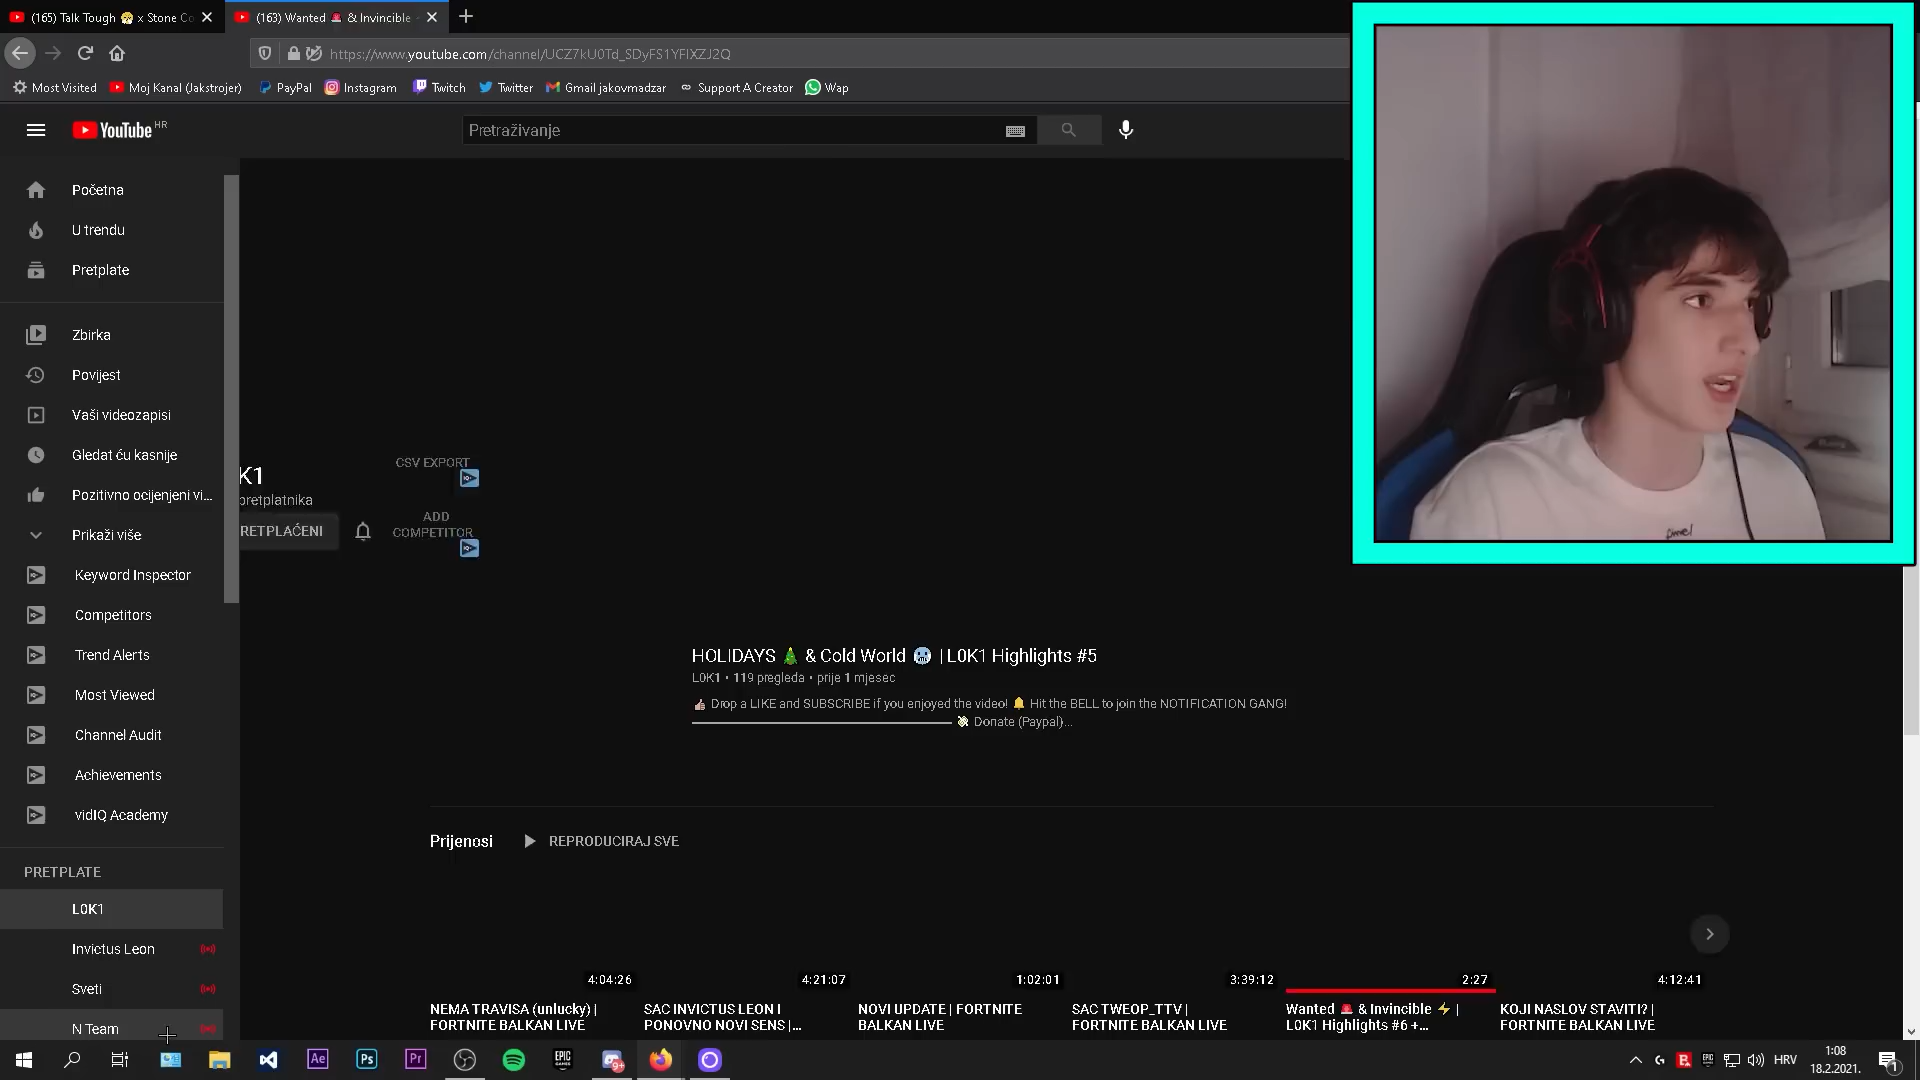 (165) Talk Tough 🤧 x Stone Co
(163) Wanted 🚨 & Invincible
https://www.youtube.com/channel/UCZ7kU0Td_SDyFS1YFlXZJ2Q
Most Visited
Moj Kanal (Jakstrojer)
PayPal
Instagram
Twitch
Twitter
Gmail jakovmadzar
Support A Creator
Wap
YouTube HR
Pretraživanje
Početna
U trendu
Pretplate
Zbirka
Povijest
Vaši videozapisi
Gledat ću kasnije
Pozitivno ocijenjeni vi...
Prikaži više
Keyword Inspector
Competitors
Trend Alerts
Most Viewed
Channel Audit
Achievements
vidIQ Academy
PRETPLATE
L0K1
Invictus Leon
Sveti
N Team
K1
pretplatnika
RETPLAĆENI
CSV EXPORT
ADD
COMPETITOR
HOLIDAYS 🎄 & Cold World 🥶 | L0K1 Highlights #5
L0K1 • 119 pregleda • prije 1 mjesec
👍🏼 Drop a LIKE and SUBSCRIBE if you enjoyed the video! 🔔 Hit the BELL to join the NOTIFICATION GANG!
💸 Donate (Paypal)...
Prijenosi
REPRODUCIRAJ SVE
4:04:26
4:21:07
1:02:01
3:39:12
2:27
4:12:41
NEMA TRAVISA (unlucky) |
FORTNITE BALKAN LIVE
SAC INVICTUS LEON I
PONOVNO NOVI SENS |...
NOVI UPDATE | FORTNITE
BALKAN LIVE
SAC TWEOP_TTV |
FORTNITE BALKAN LIVE
Wanted 🚨 & Invincible ⚡ |
L0K1 Highlights #6 +...
KOJI NASLOV STAVITI? |
FORTNITE BALKAN LIVE
Ae
Ps
Pr
EPIC
GAMES
9+
HRV
1:08
18.2.2021.
1